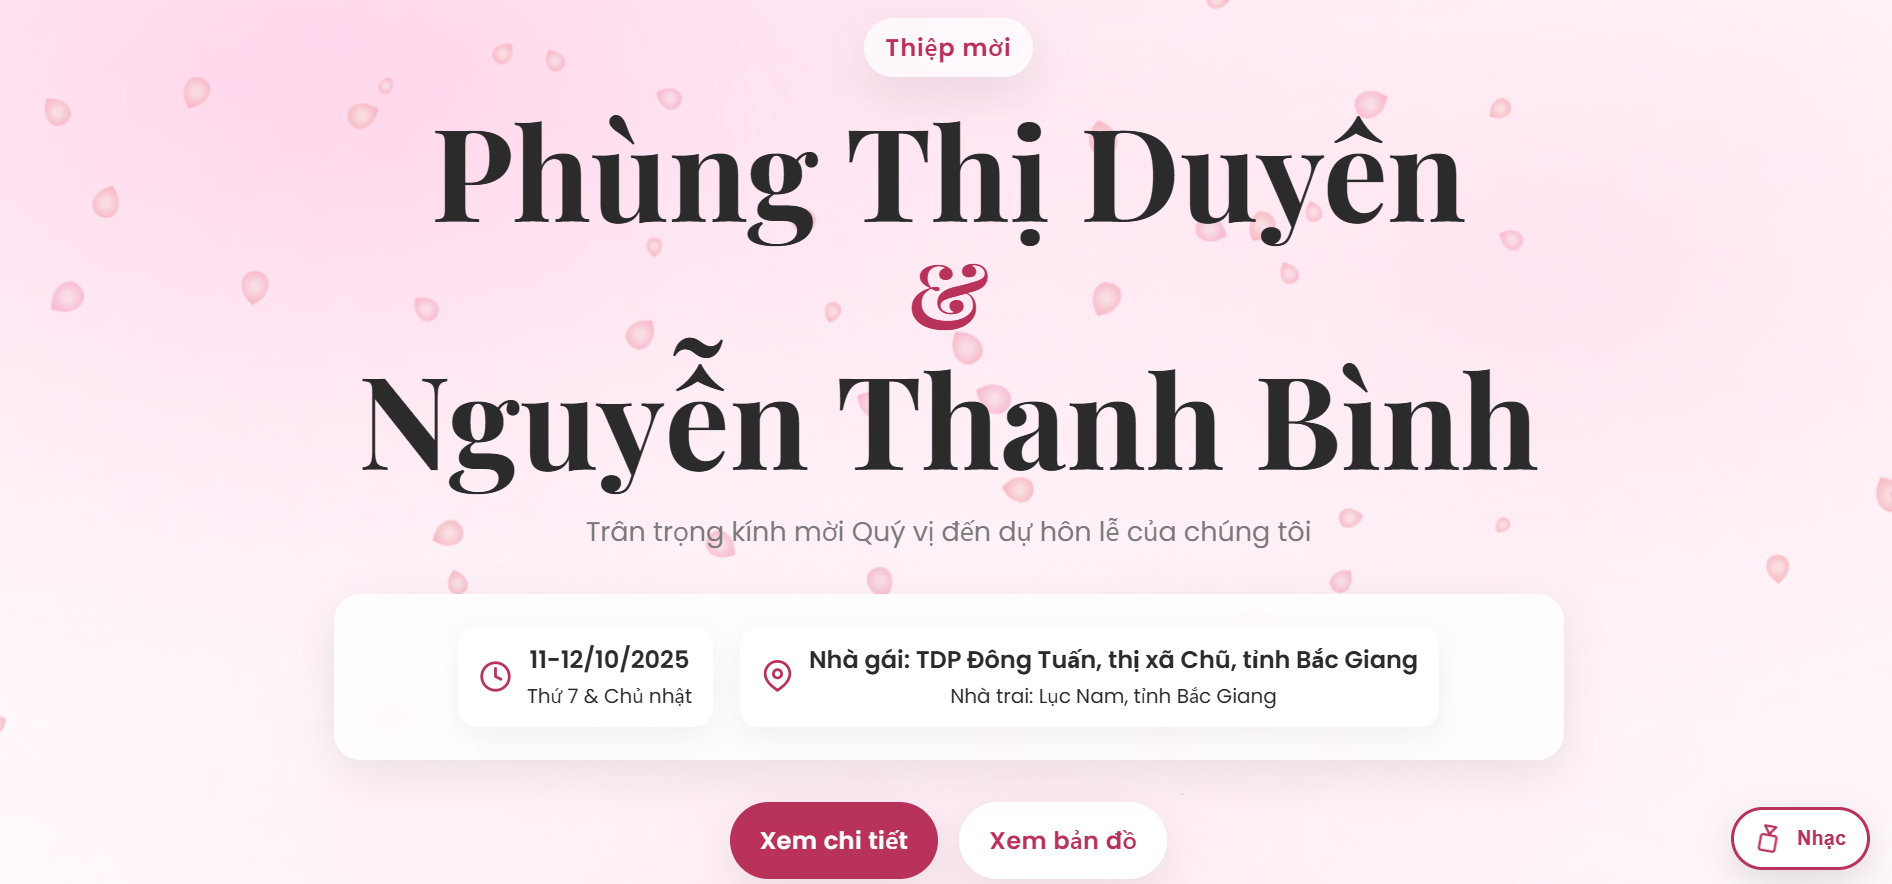 Thiệp mời
Phùng Thị Duyên
&
Nguyễn Thanh Bình
Trân trọng kính mời Quý vị đến dự hôn lễ của chúng tôi
11-12/10/2025
Thứ 7 & Chủ nhật
Nhà gái: TDP Đông Tuấn, thị xã Chũ, tỉnh Bắc Giang
Nhà trai: Lục Nam, tỉnh Bắc Giang
Xem chi tiết
Xem bản đồ
Nhạc